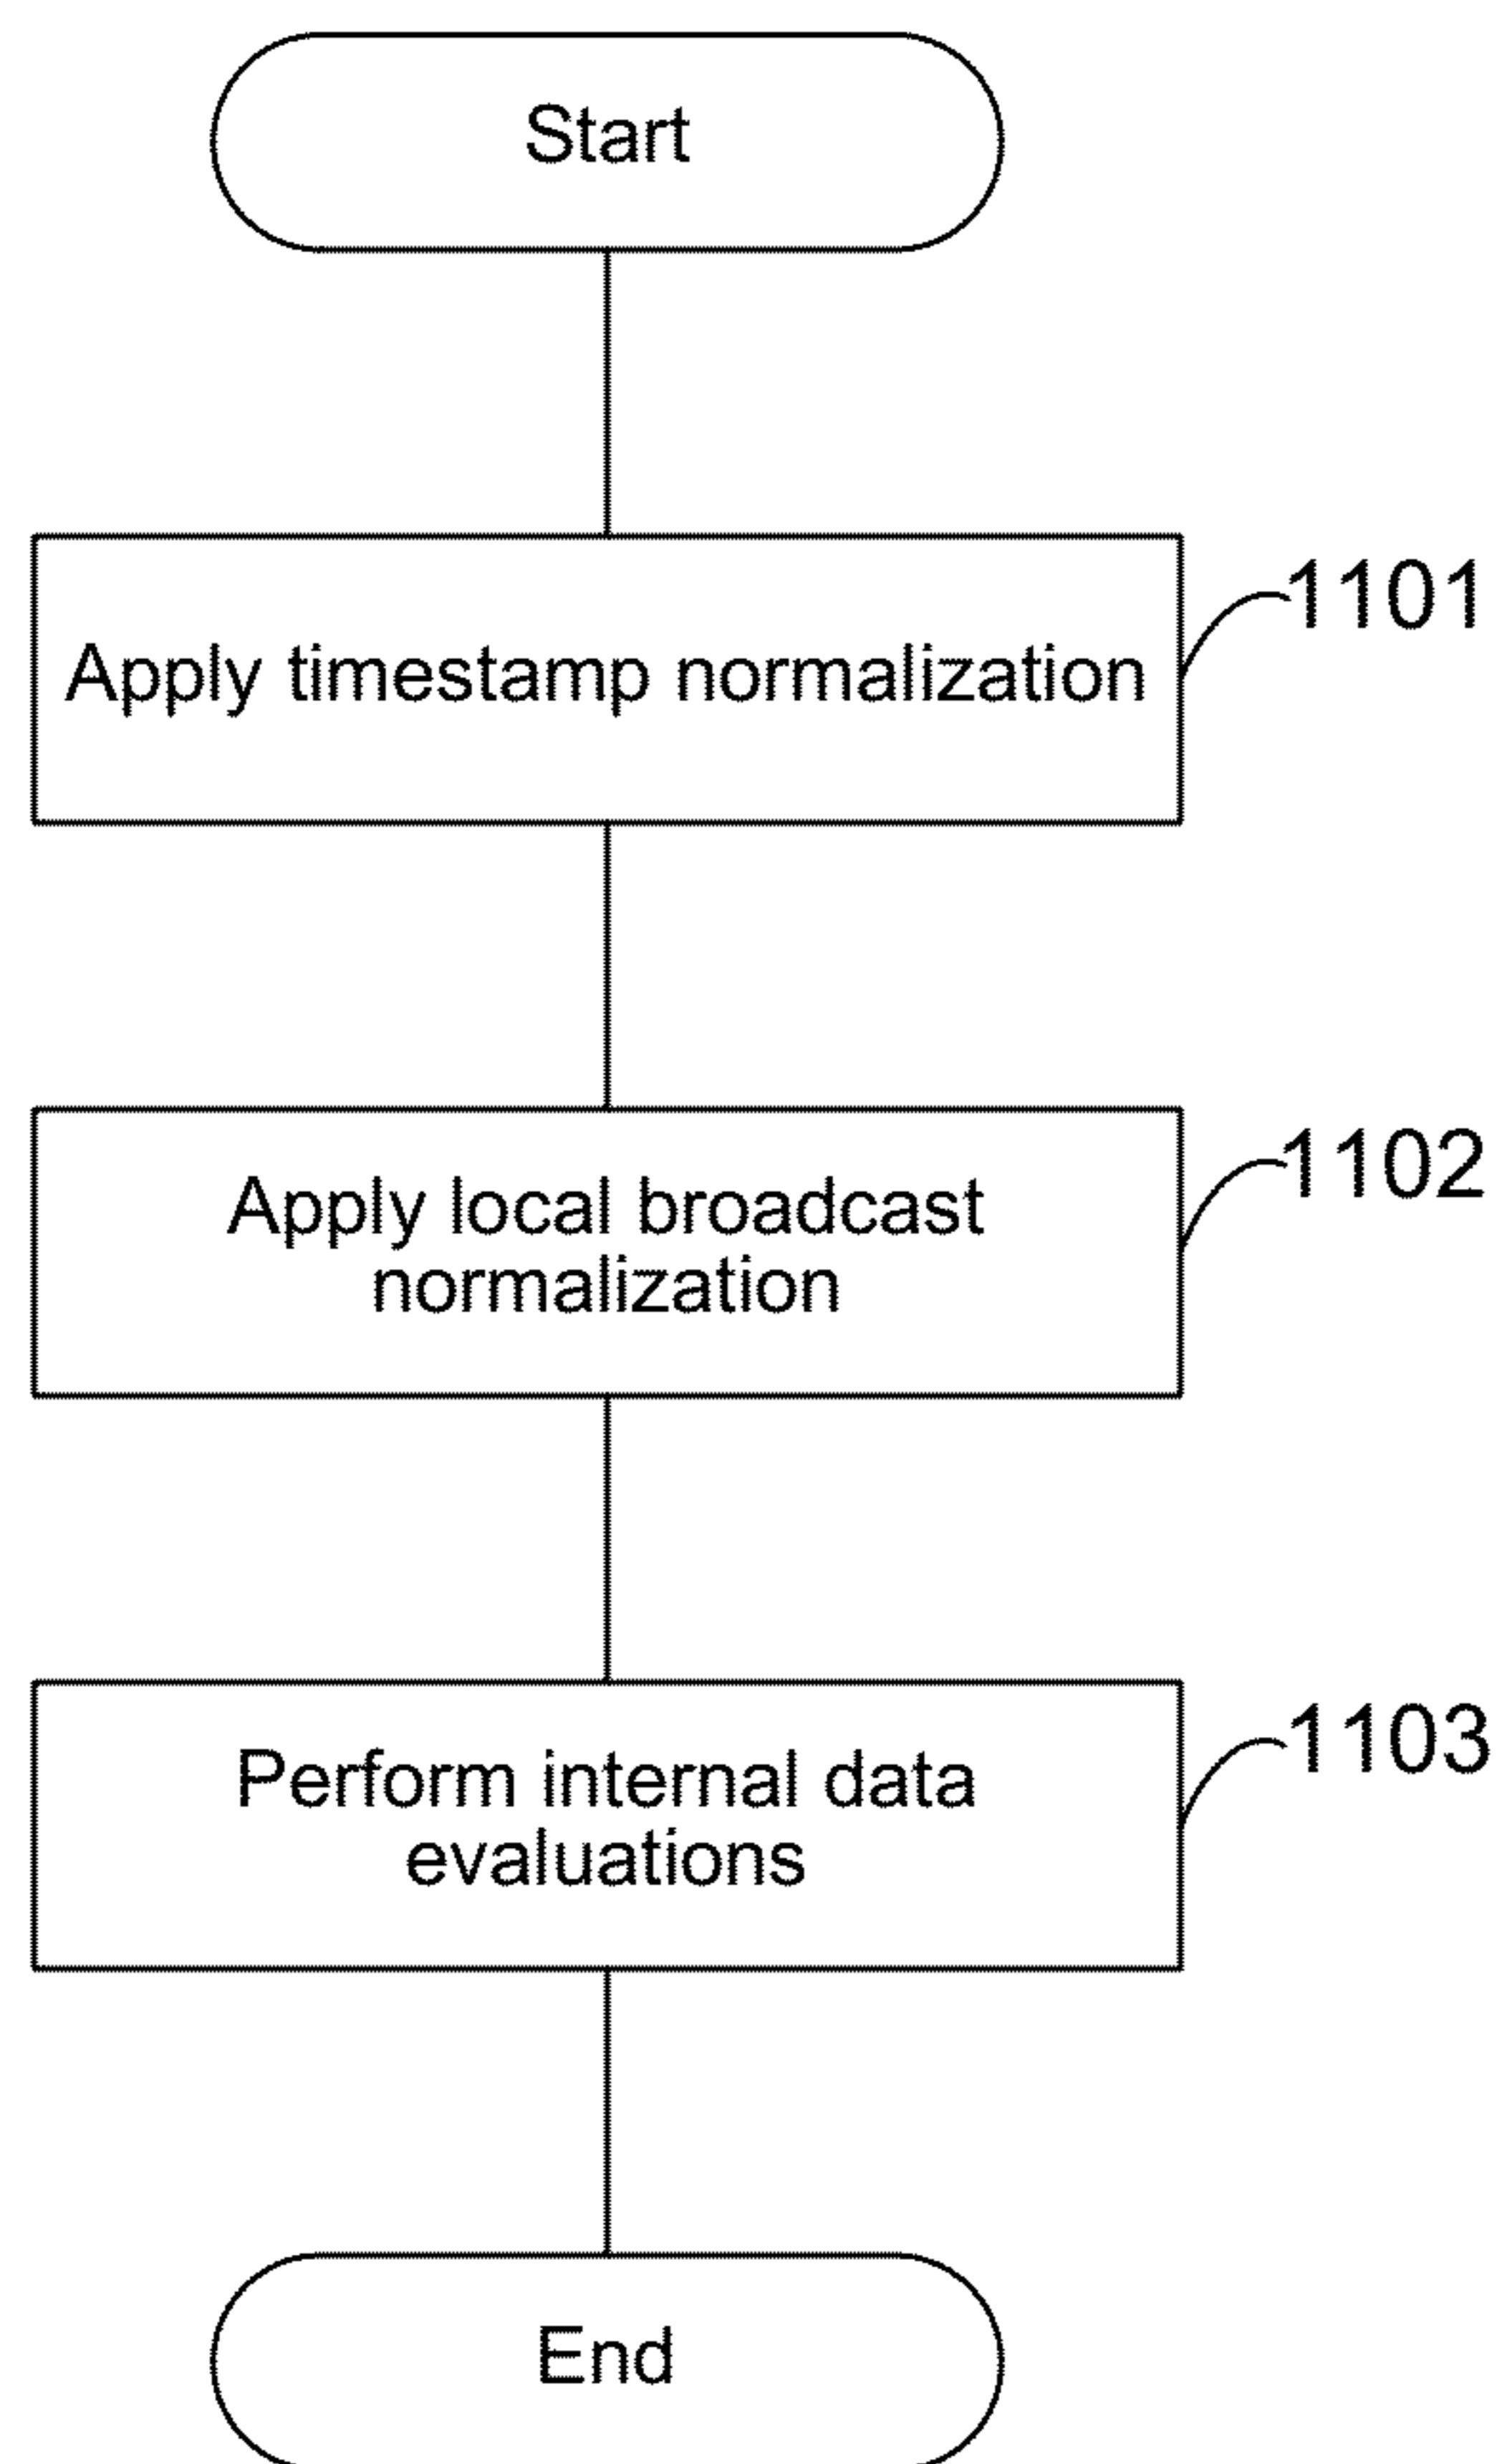 Start
Apply timestamp normalization
1101
Apply local broadcast
normalization
1102
Perform internal data
evaluations
1103
End